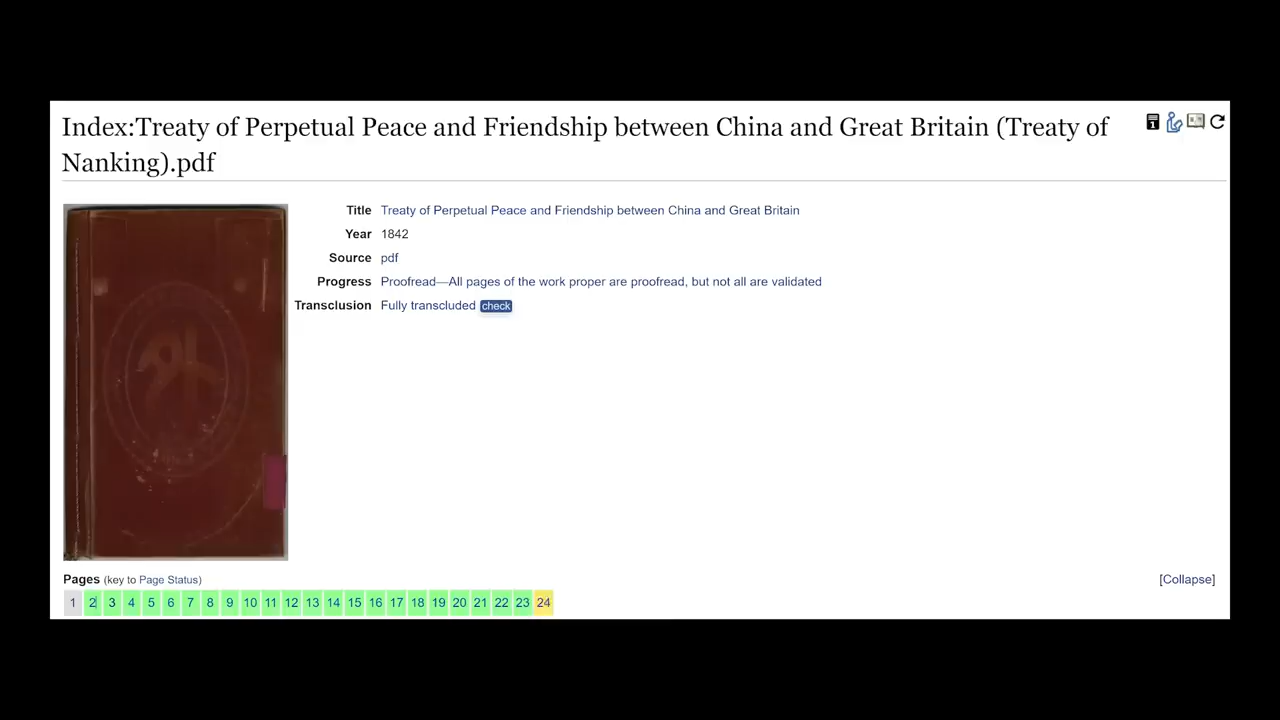 Index:Treaty of Perpetual Peace and Friendship between China and Great Britain (Treaty of
Nanking).pdf
Title Treaty of Perpetual Peace and Friendship between China and Great Britain
Year 1842
Source pdf
Progress Proofread—All pages of the work proper are proofread, but not all are validated
Transclusion Fully transcluded check
Pages (key to Page Status) [Collapse]
1 2 3 4 5 6 7 8 9 10 11 12 13 14 15 16 17 18 19 20 21 22 23 24